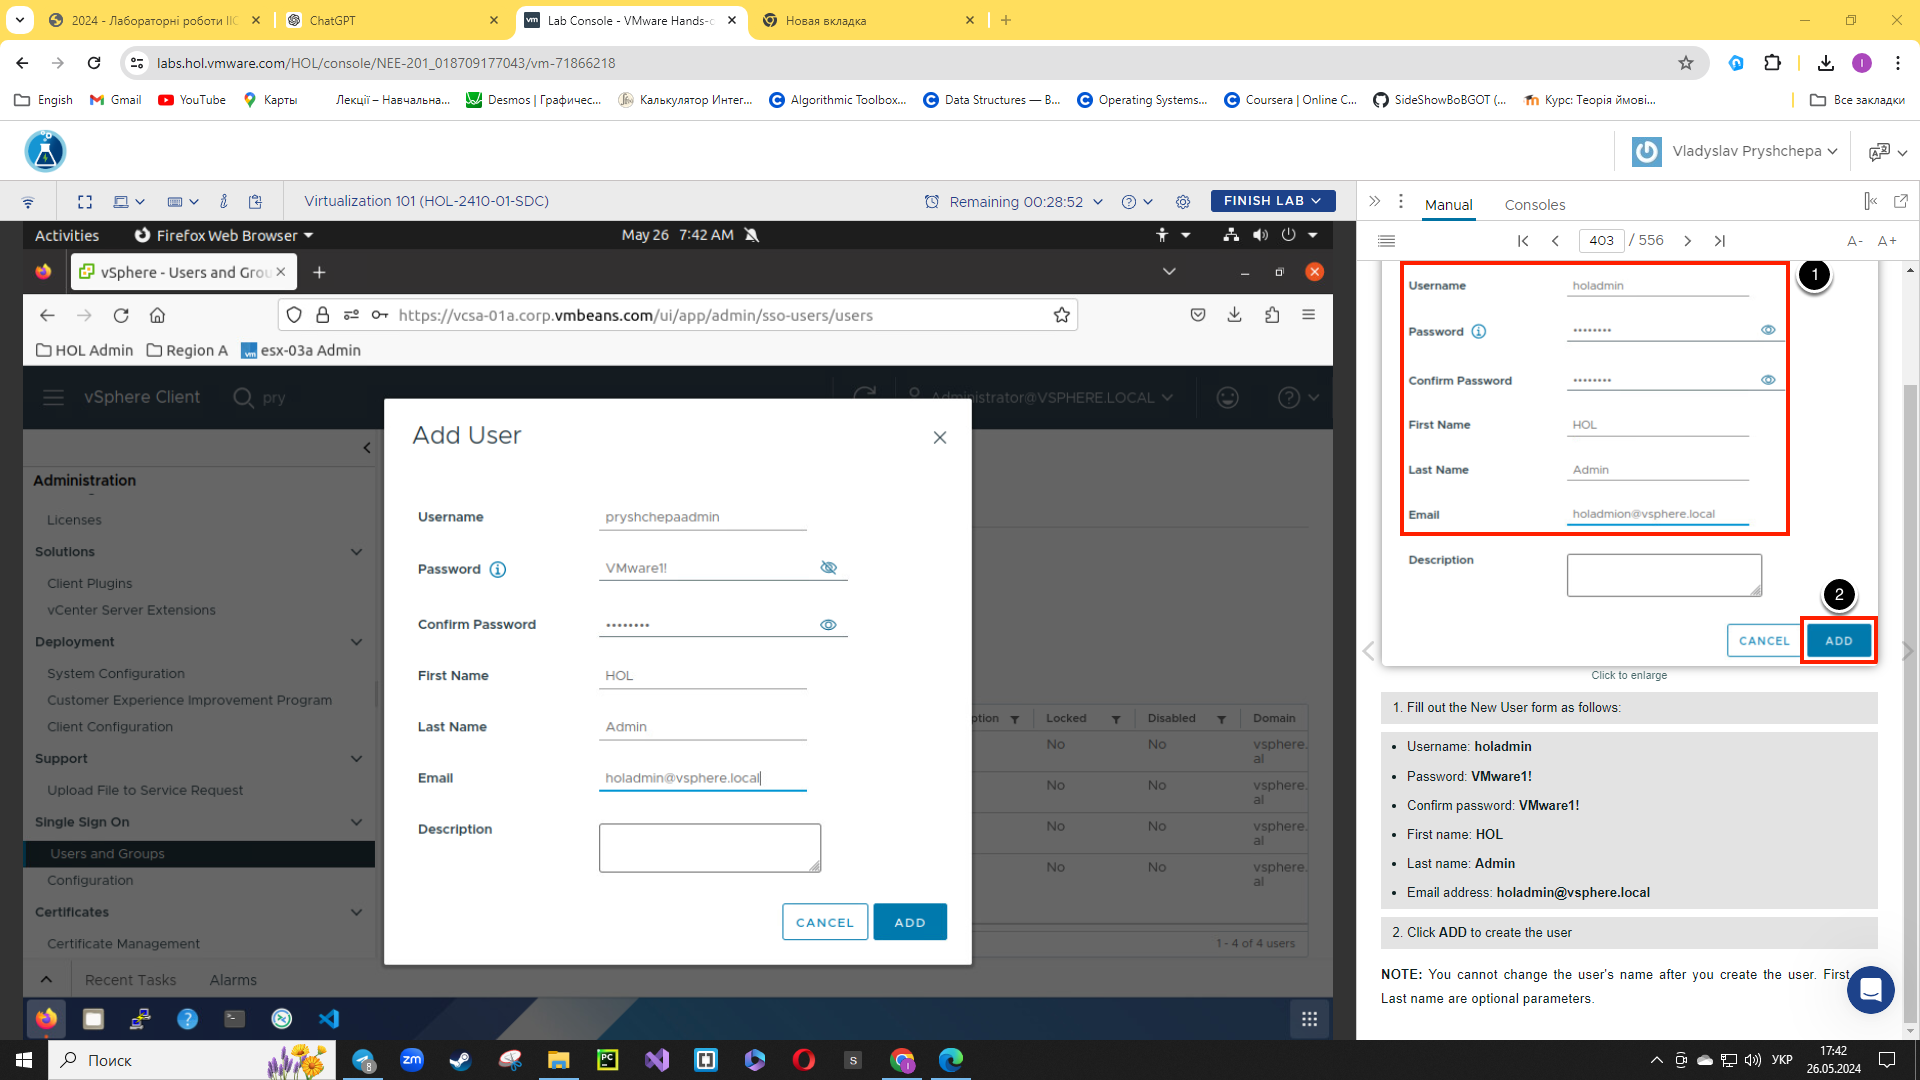 2024 - Лабораторні роботи ІІС
ChatGPT
Lab Console - VMware Hands-o
Новая вкладка
labs.hol.vmware.com/HOL/console/NEE-201_018709177043/vm-71866218
Engish
Gmail
YouTube
Карты
Лекції – Навчальна...
Desmos | Графичес...
Калькулятор Интег...
Algorithmic Toolbox...
Data Structures — В...
Operating Systems...
Coursera | Online C...
SideShowBoBGOT (...
Курс: Теорія ймові...
Все закладки
Vladyslav Pryshchepa
Virtualization 101 (HOL-2410-01-SDC)
Remaining 00:28:52
FINISH LAB
Manual
Consoles
403 / 556
A-
A+
Activities
Firefox Web Browser
May 26 7:42 AM
vSphere - Users and Grou
https://vcsa-01a.corp.vmbeans.com/ui/app/admin/sso-users/users
HOL Admin
Region A
esx-03a Admin
vSphere Client
pry
Administrator@VSPHERE.LOCAL
Administration
Licenses
Solutions
Client Plugins
vCenter Server Extensions
Deployment
System Configuration
Customer Experience Improvement Program
Client Configuration
Support
Upload File to Service Request
Single Sign On
Users and Groups
Configuration
Certificates
Certificate Management
Recent Tasks
Alarms
Add User
Username
pryshchepaadmin
Password
VMware1!
Confirm Password
••••••••
First Name
HOL
Last Name
Admin
Email
holadmin@vsphere.local
Description
CANCEL
ADD
ption
Locked
Disabled
Domain
No
No
vsphere.
al
No
No
vsphere.
al
No
No
vsphere.
al
No
No
vsphere.
al
1 - 4 of 4 users
1
Username
holadmin
Password
••••••••
Confirm Password
••••••••
First Name
HOL
Last Name
Admin
Email
holadmion@vsphere.local
Description
2
CANCEL
ADD
Click to enlarge
1. Fill out the New User form as follows:
• Username: holadmin
• Password: VMware1!
• Confirm password: VMware1!
• First name: HOL
• Last name: Admin
• Email address: holadmin@vsphere.local
2. Click ADD to create the user
NOTE: You cannot change the user's name after you create the user. First
Last name are optional parameters.
Поиск
8
zm
PC
S
УКР
17:42
26.05.2024